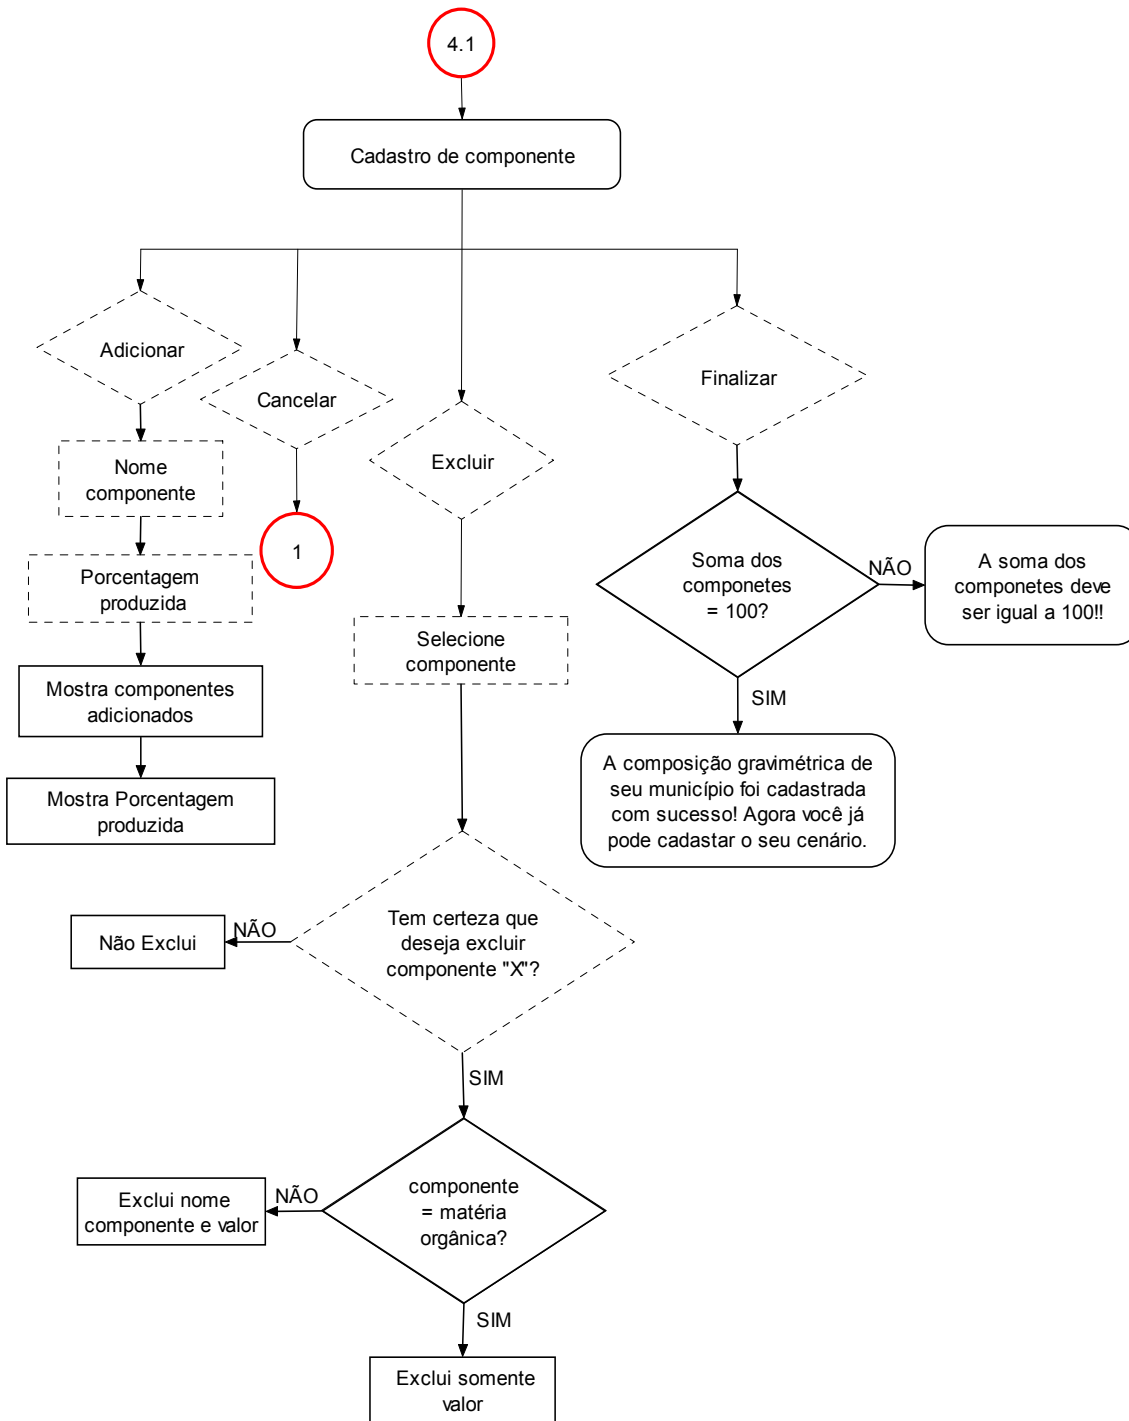 4.1
Cadastro de componente
Adicionar
Cancelar
Excluir
Finalizar
Nome
componente
1
Porcentagem
produzida
Soma dos
componetes
= 100?
NÃO
A soma dos
componetes deve
ser igual a 100!!
Selecione
componente
Mostra componentes
adicionados
SIM
Mostra Porcentagem
produzida
A composição gravimétrica de
seu município foi cadastrada
com sucesso! Agora você já
pode cadastar o seu cenário.
Tem certeza que
deseja excluir
componente "X"?
NÃO
Não Exclui
SIM
componente
= matéria
orgânica?
NÃO
Exclui nome
componente e valor
SIM
Exclui somente
valor